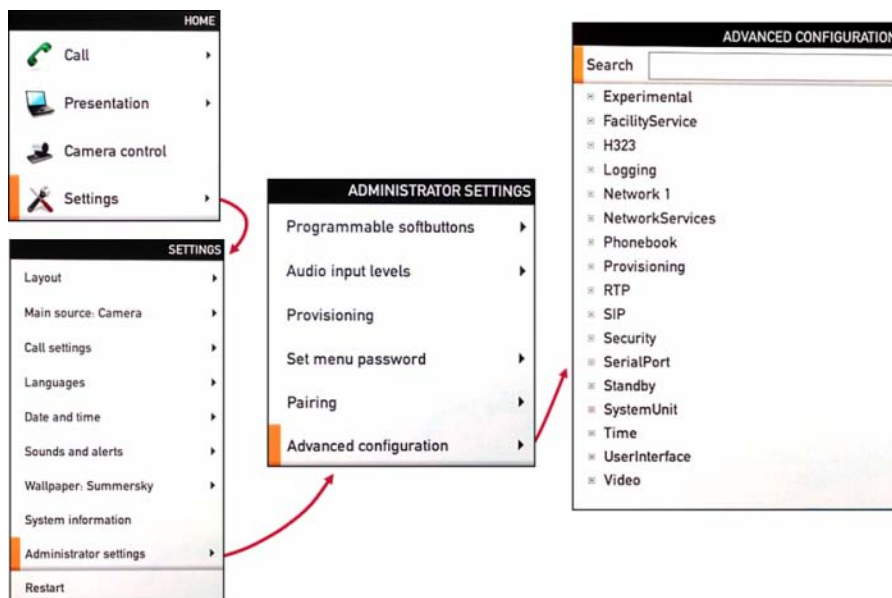 HOME
Call
Presentation
Camera control
Settings
SETTINGS
Layout
Main source: Camera
Call settings
Languages
Date and time
Sounds and alerts
Wallpaper: Summersky
System information
Administrator settings
Restart
ADMINISTRATOR SETTINGS
Programmable softbuttons
Audio input levels
Provisioning
Set menu password
Pairing
Advanced configuration
ADVANCED CONFIGURATION
Search
Experimental
FacilityService
H323
Logging
Network 1
NetworkServices
Phonebook
Provisioning
RTP
SIP
Security
SerialPort
Standby
SystemUnit
Time
UserInterface
Video